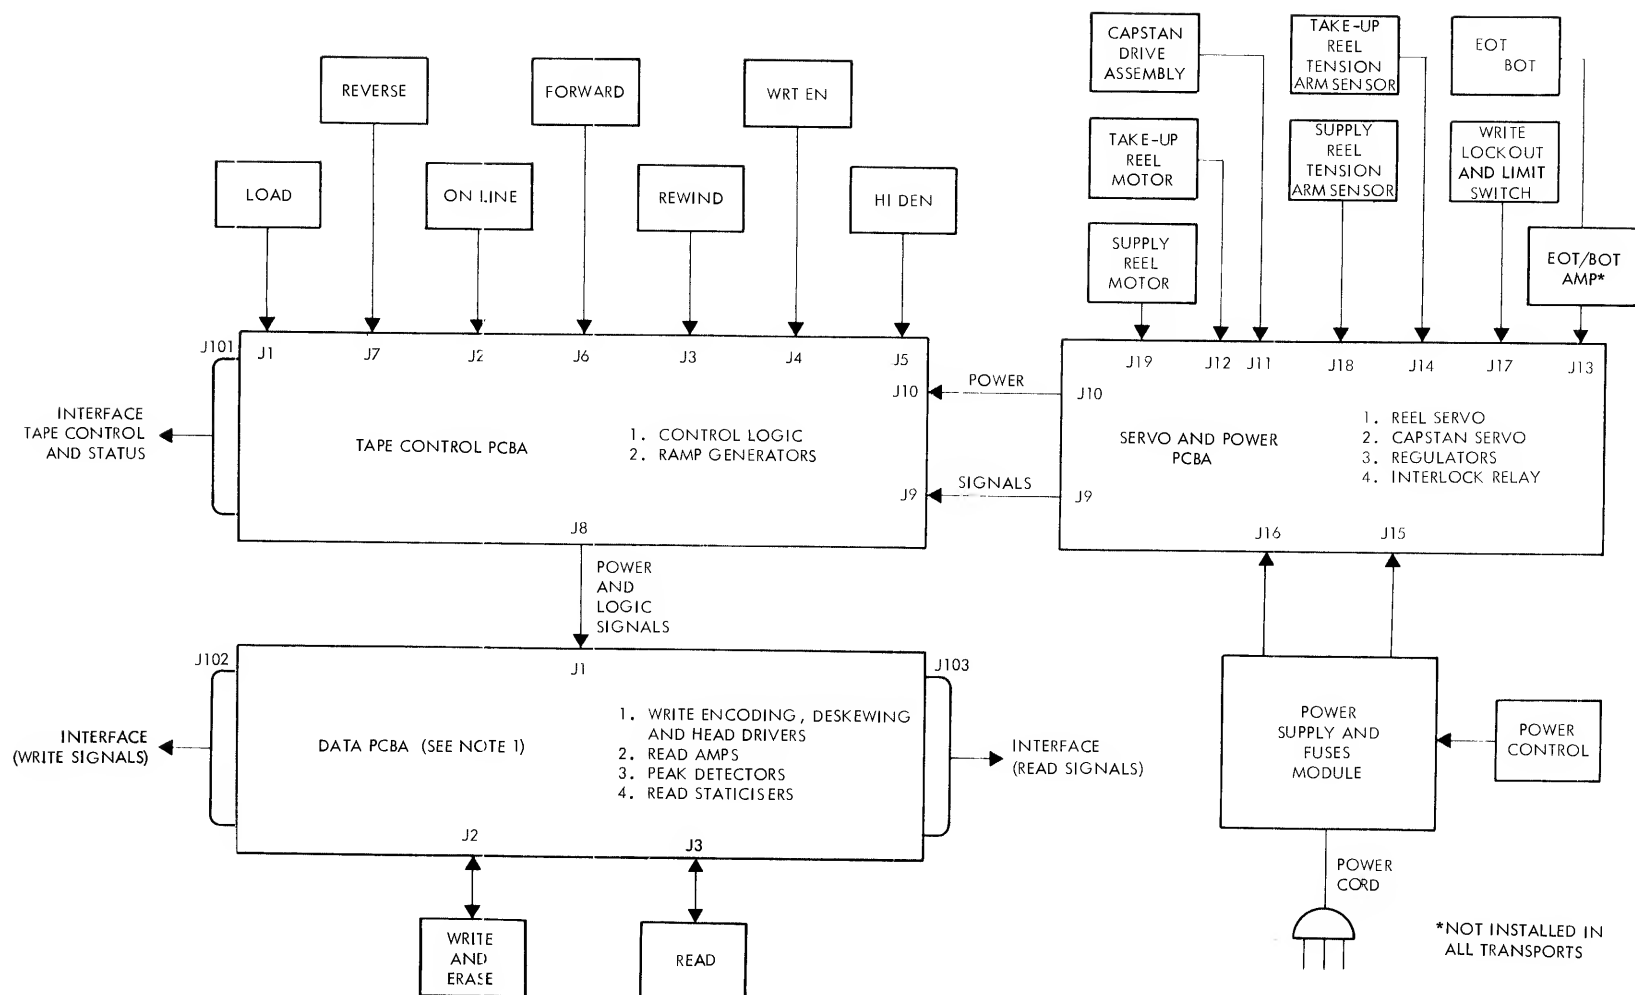 REVERSE
FORWARD
WRT EN
LOAD
ON LINE
REWIND
HI DEN
CAPSTAN
DRIVE
ASSEMBLY
TAKE-UP
REEL
TENSION
ARM SENSOR
EOT
BOT
TAKE-UP
REEL
MOTOR
SUPPLY
REEL
TENSION
ARM SENSOR
WRITE
LOCKOUT
AND LIMIT
SWITCH
SUPPLY
REEL
MOTOR
EOT/BOT
AMP*
J101
J1
J7
J2
J6
J3
J4
J5
J10
J9
J8
INTERFACE
TAPE CONTROL
AND STATUS
TAPE CONTROL PCBA
1. CONTROL LOGIC
2. RAMP GENERATORS
POWER
SIGNALS
J19
J12
J11
J18
J14
J17
J13
J10
J9
SERVO AND POWER
PCBA
1. REEL SERVO
2. CAPSTAN SERVO
3. REGULATORS
4. INTERLOCK RELAY
J16
J15
POWER
AND
LOGIC
SIGNALS
J102
J1
J103
INTERFACE
(WRITE SIGNALS)
DATA PCBA (SEE NOTE 1)
1. WRITE ENCODING, DESKEWING
AND HEAD DRIVERS
2. READ AMPS
3. PEAK DETECTORS
4. READ STATICISERS
INTERFACE
(READ SIGNALS)
J2
J3
WRITE
AND
ERASE
READ
POWER
SUPPLY AND
FUSES
MODULE
POWER
CONTROL
POWER
CORD
*NOT INSTALLED IN
ALL TRANSPORTS